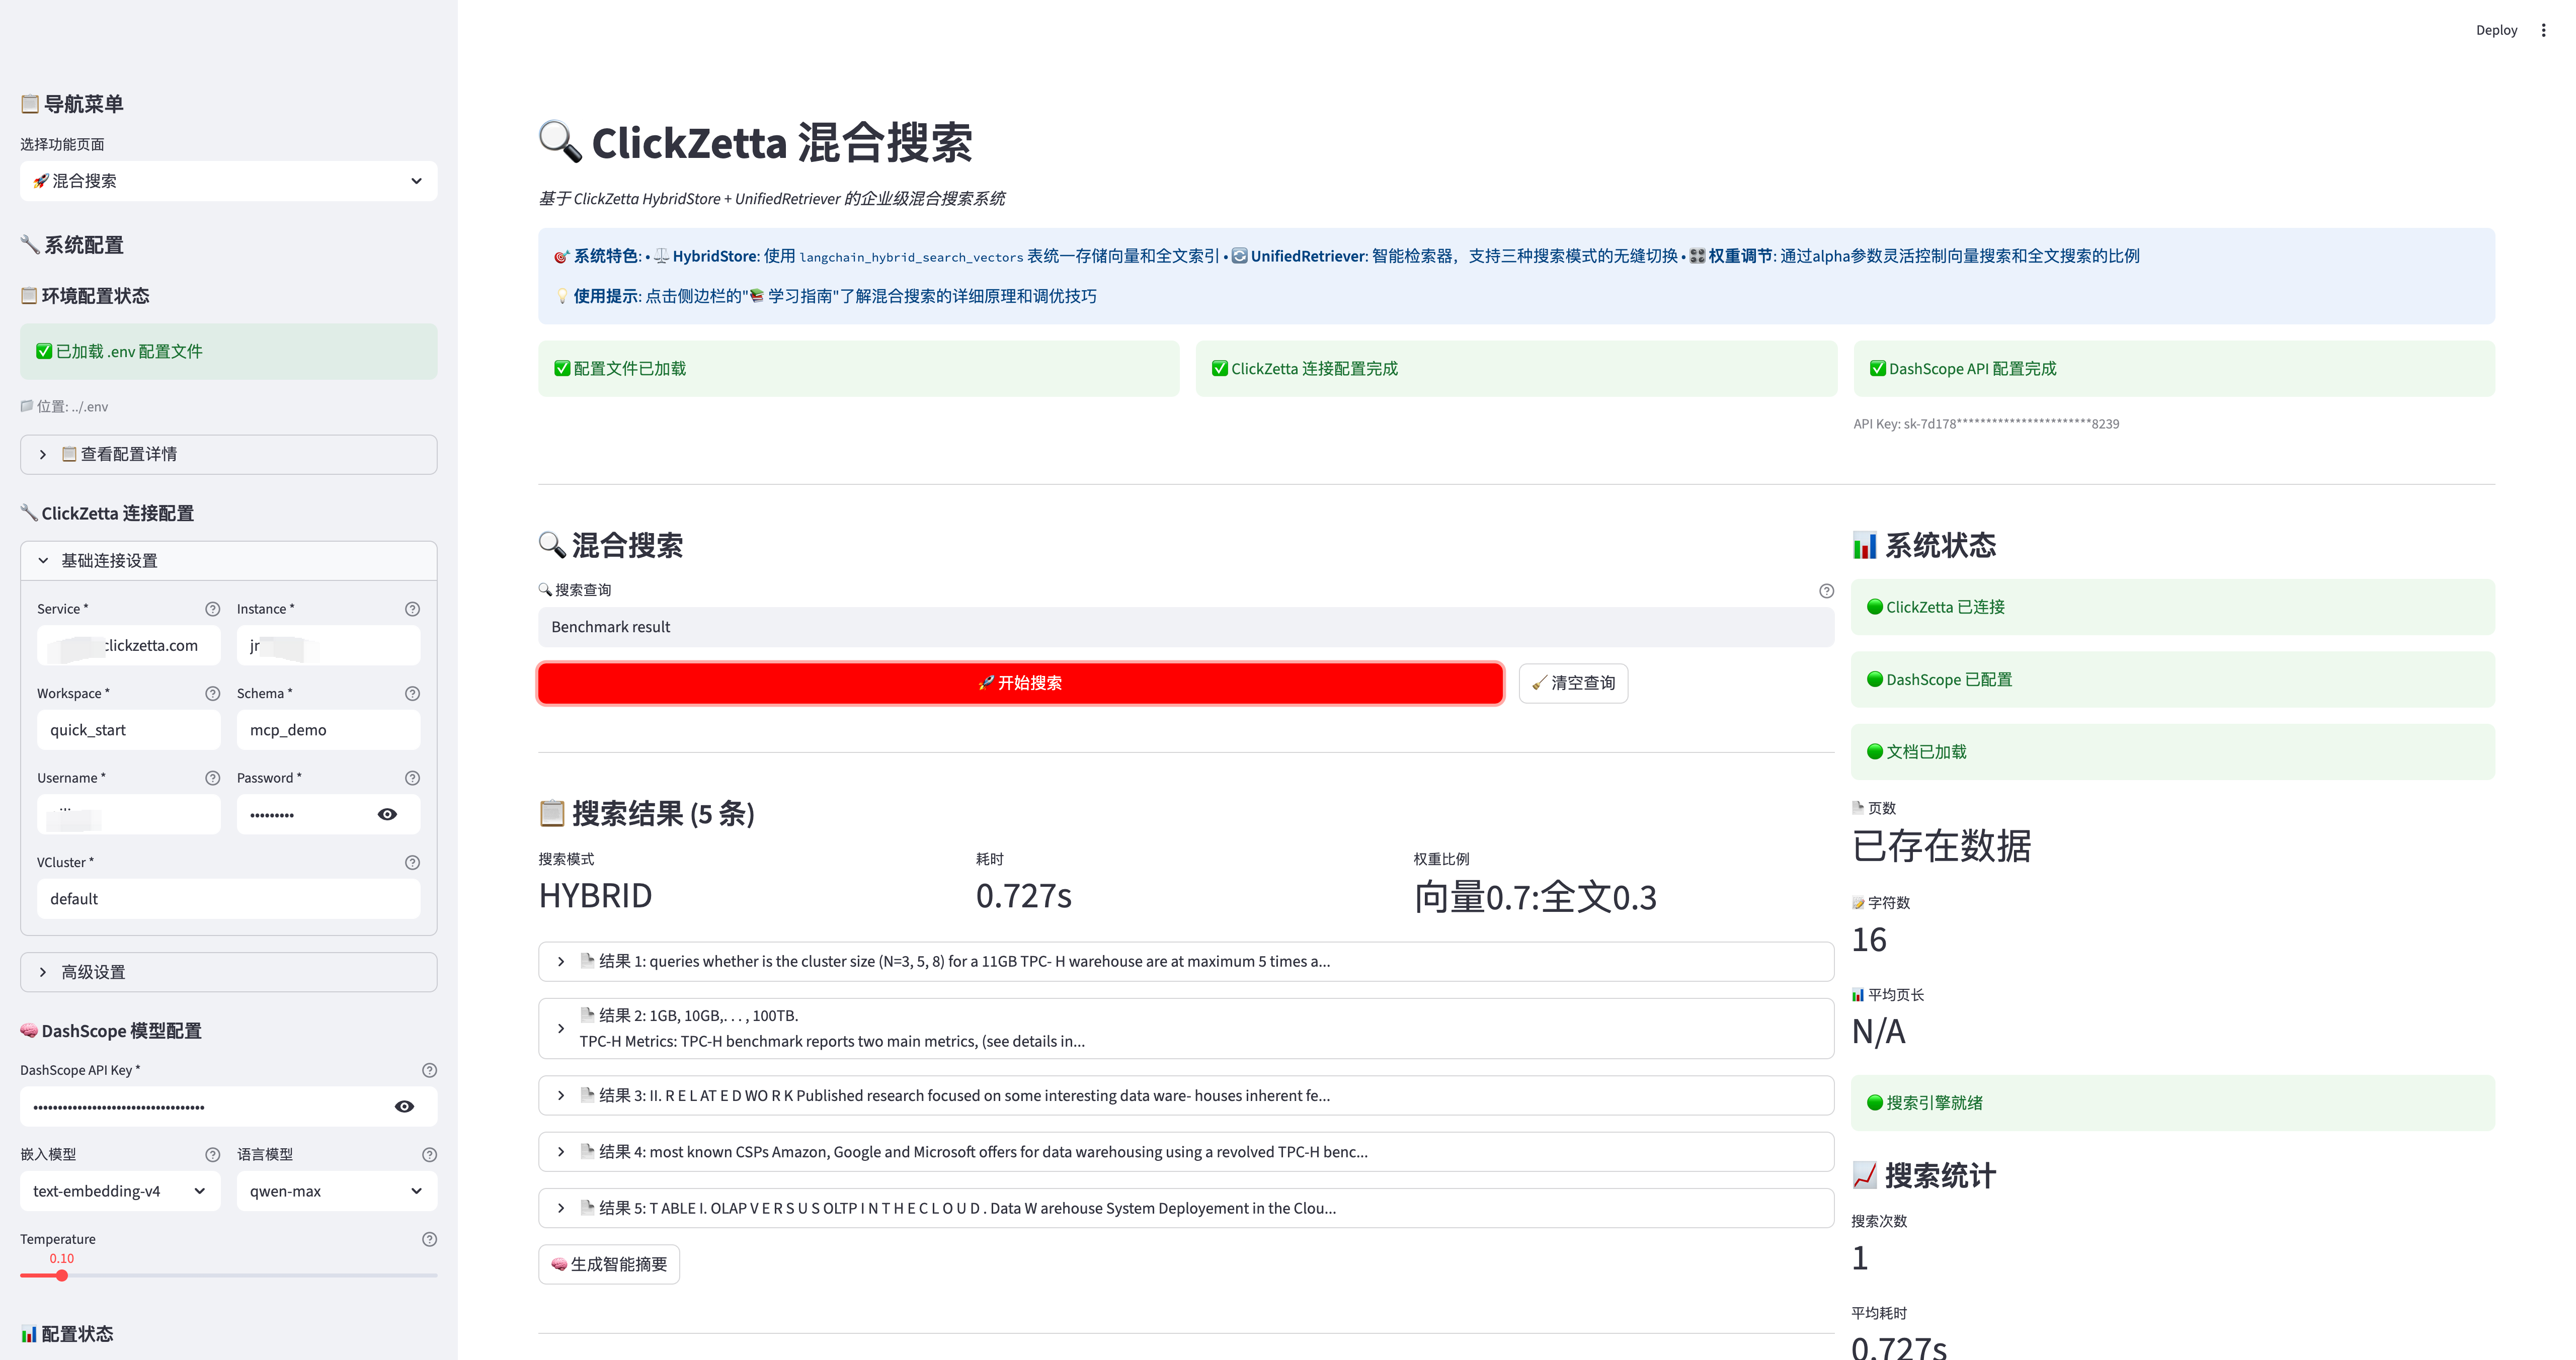 Deploy
导航菜单
选择功能页面
混合搜索
系统配置
环境配置状态
已加载 .env 配置文件
位置: ../.env
查看配置详情
ClickZetta 连接配置
基础连接设置
Service *
Instance *
clickzetta.com
jr
Workspace *
Schema *
quick_start
mcp_demo
Username *
Password *
•••••••••
VCluster *
default
高级设置
DashScope 模型配置
DashScope API Key *
•••••••••••••••••••••••••••••••••••
嵌入模型
语言模型
text-embedding-v4
qwen-max
Temperature
0.10
配置状态
ClickZetta 混合搜索
基于 ClickZetta HybridStore + UnifiedRetriever 的企业级混合搜索系统
系统特色: • HybridStore: 使用 langchain_hybrid_search_vectors 表统一存储向量和全文索引 • UnifiedRetriever: 智能检索器，支持三种搜索模式的无缝切换 • 权重调节: 通过alpha参数灵活控制向量搜索和全文搜索的比例
使用提示: 点击侧边栏的" 学习指南"了解混合搜索的详细原理和调优技巧
配置文件已加载
ClickZetta 连接配置完成
DashScope API 配置完成
API Key: sk-7d178***********************8239
混合搜索
搜索查询
Benchmark result
开始搜索
清空查询
搜索结果 (5 条)
搜索模式
耗时
权重比例
HYBRID
0.727s
向量0.7:全文0.3
结果 1: queries whether is the cluster size (N=3, 5, 8) for a 11GB TPC- H warehouse are at maximum 5 times a...
结果 2: 1GB, 10GB,. . . , 100TB.
TPC-H Metrics: TPC-H benchmark reports two main metrics, (see details in...
结果 3: II. R E L AT E D WO R K Published research focused on some interesting data ware- houses inherent fe...
结果 4: most known CSPs Amazon, Google and Microsoft offers for data warehousing using a revolved TPC-H benc...
结果 5: T ABLE I. OLAP V E R S U S OLTP I N T H E C L O U D . Data W arehouse System Deployement in the Clou...
生成智能摘要
系统状态
ClickZetta 已连接
DashScope 已配置
文档已加载
页数
已存在数据
字符数
16
平均页长
N/A
搜索引擎就绪
搜索统计
搜索次数
1
平均耗时
0.727s